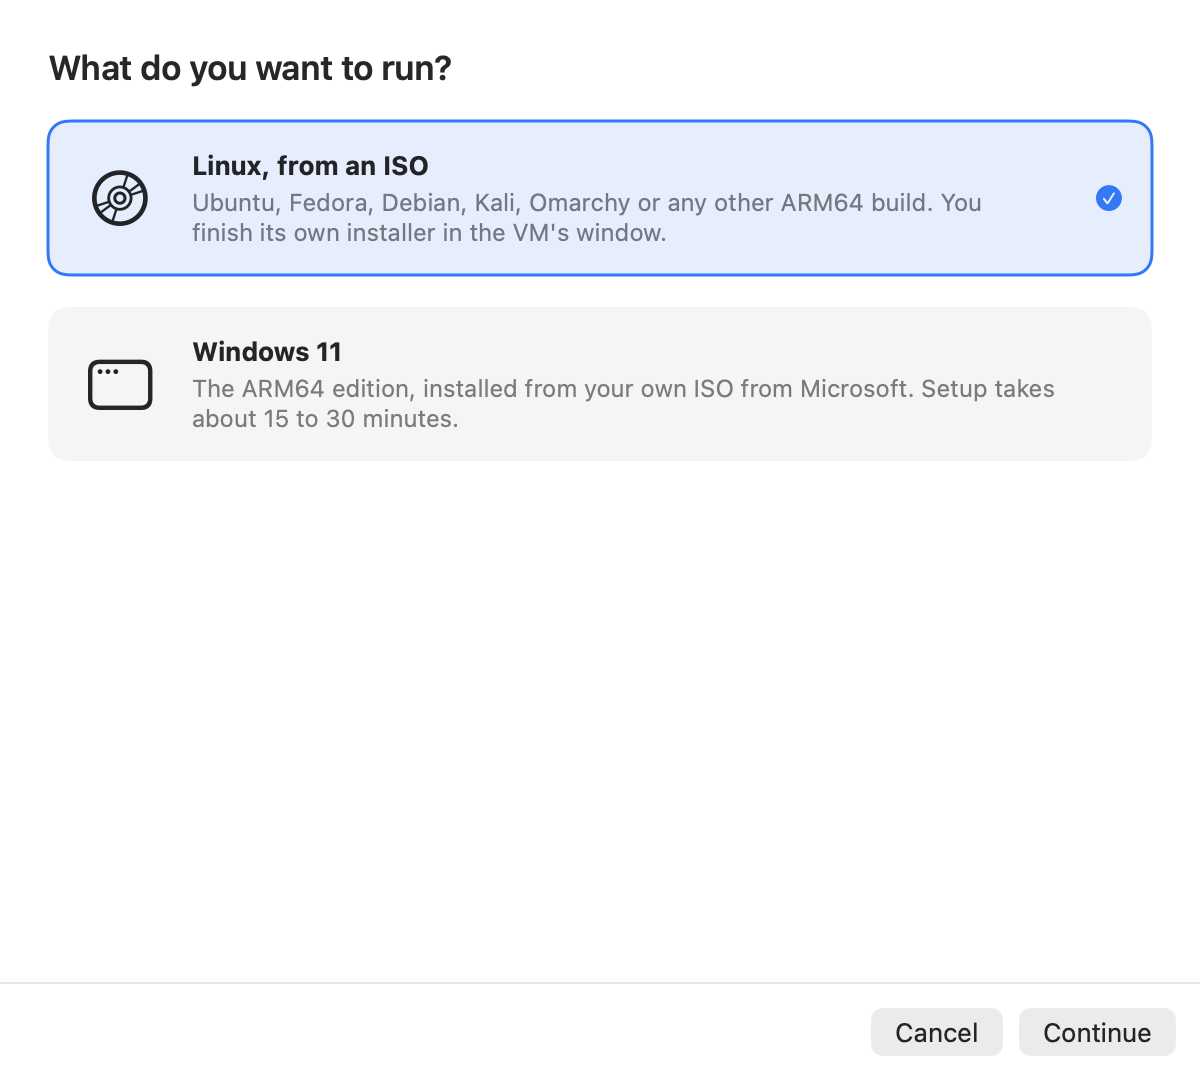 What do you want to run?
Linux, from an ISO
Ubuntu, Fedora, Debian, Kali, Omarchy or any other ARM64 build. You
finish its own installer in the VM's window.
Windows 11
The ARM64 edition, installed from your own ISO from Microsoft. Setup takes
about 15 to 30 minutes.
Cancel
Continue